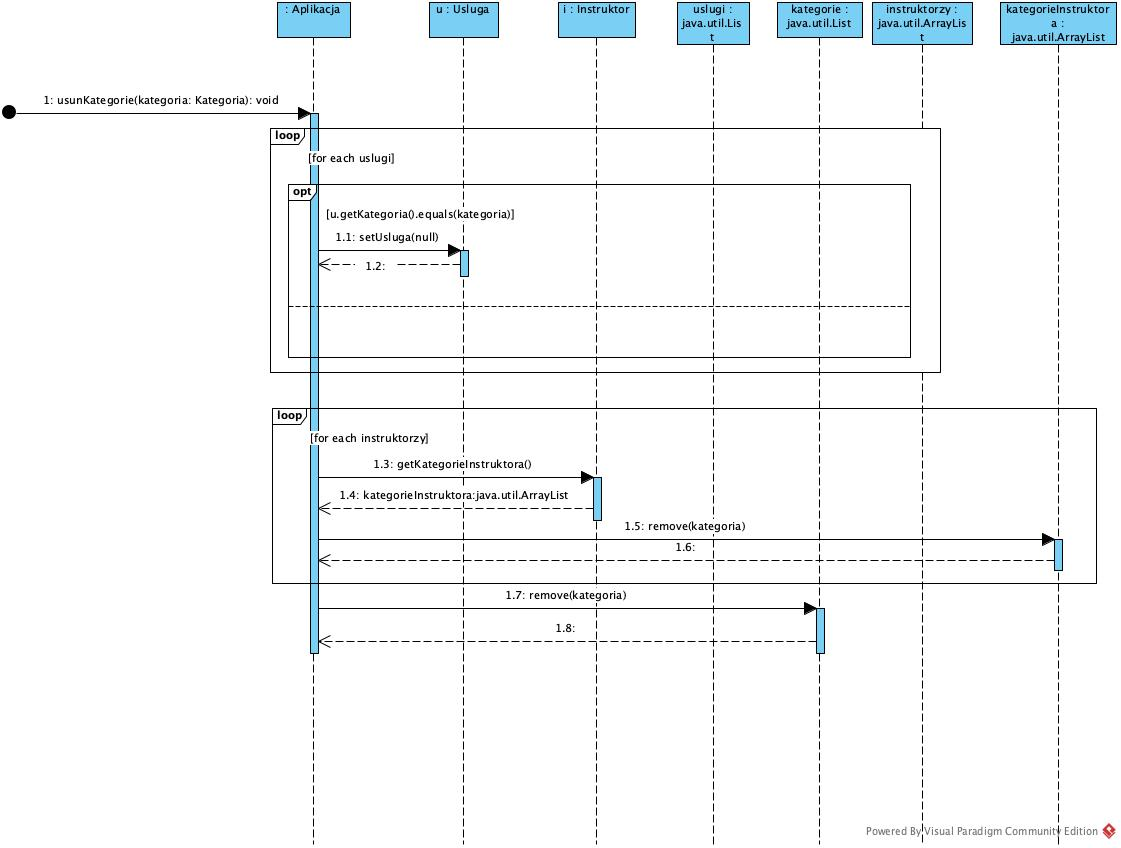 : Aplikacja
u : Usluga
i : Instruktor
uslugi :
java.util.Lis
t
kategorie :
java.util.List
instruktorzy :
java.util.ArrayLis
t
kategorieInstruktor
a :
java.util.ArrayList
1: usunKategorie(kategoria: Kategoria): void
loop
[for each uslugi]
opt
[u.getKategoria().equals(kategoria)]
1.1: setUsluga(null)
1.2:
loop
[for each instruktorzy]
1.3: getKategorieInstruktora()
1.4: kategorieInstruktora:java.util.ArrayList
1.5: remove(kategoria)
1.6:
1.7: remove(kategoria)
1.8:
Powered By Visual Paradigm Community Edition